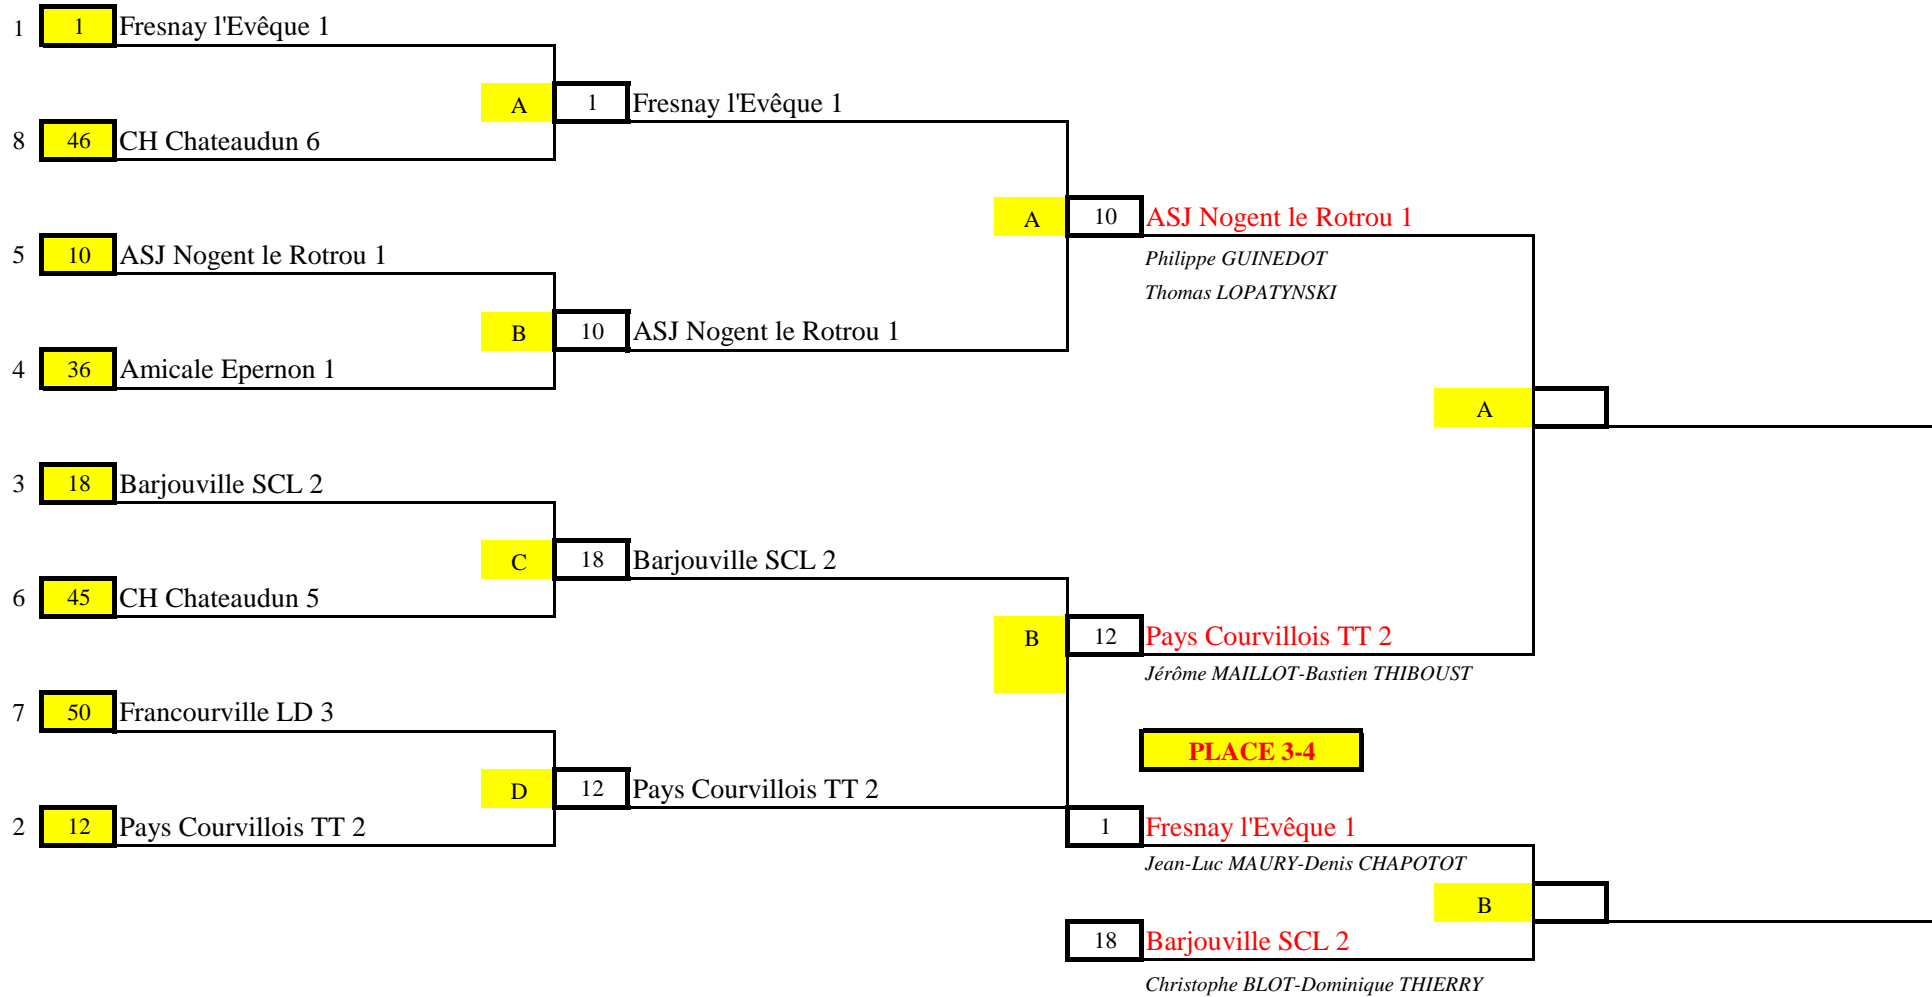 1 1 Fresnay l'Evêque 1
A 1 Fresnay l'Evêque 1
8 46 CH Chateaudun 6
A 10 ASJ Nogent le Rotrou 1
5 10 ASJ Nogent le Rotrou 1
Philippe GUINEDOT
Thomas LOPATYNSKI
B 10 ASJ Nogent le Rotrou 1
4 36 Amicale Epernon 1
A
3 18 Barjouville SCL 2
C 18 Barjouville SCL 2
6 45 CH Chateaudun 5
B 12 Pays Courvillois TT 2
Jérôme MAILLOT-Bastien THIBOUST
7 50 Francourville LD 3
PLACE 3-4
D 12 Pays Courvillois TT 2
2 12 Pays Courvillois TT 2
1 Fresnay l'Evêque 1
Jean-Luc MAURY-Denis CHAPOTOT
B
18 Barjouville SCL 2
Christophe BLOT-Dominique THIERRY